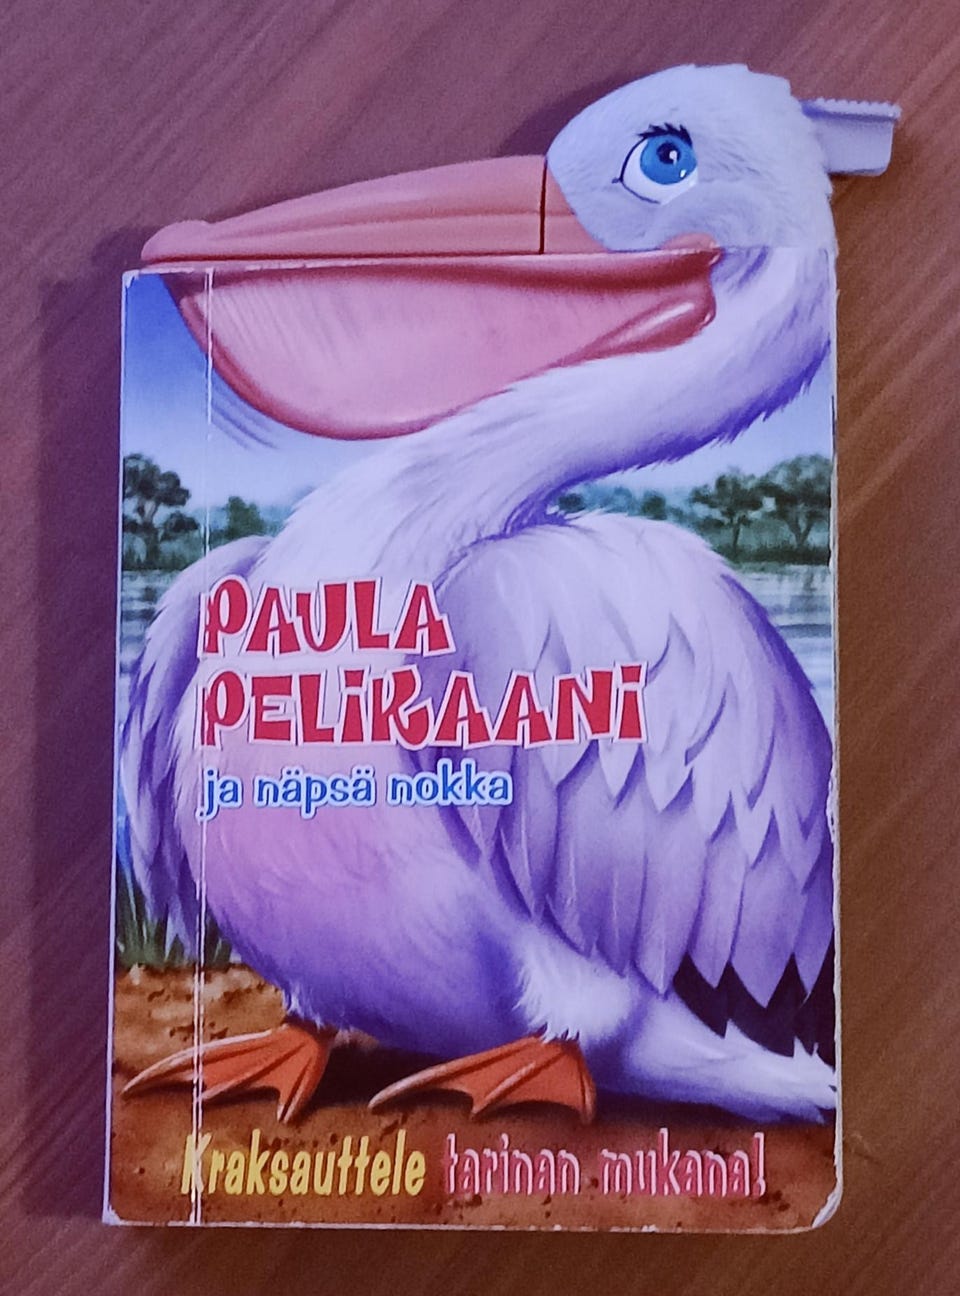 PAULA
PELiKAANi
ja näpsä nokka
Kraksauttele tarinan mukana!